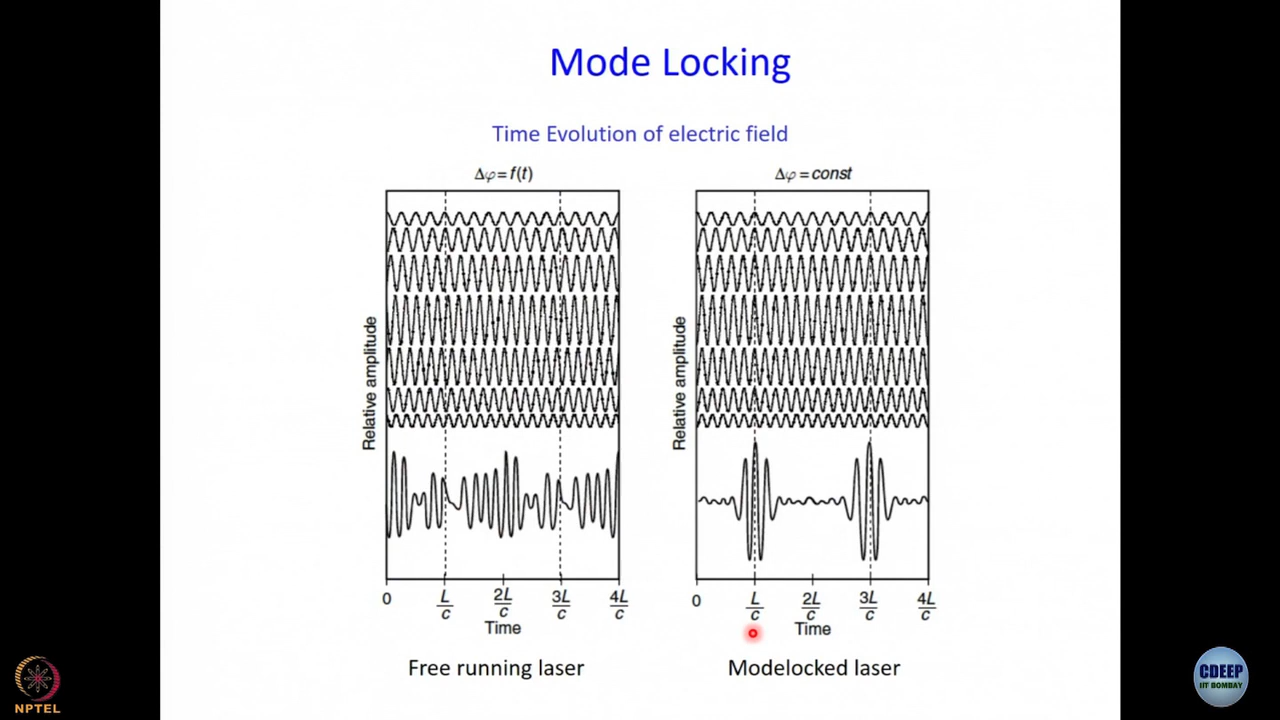 Mode Locking
Time Evolution of electric field
Δφ = f(t)
Relative amplitude
0 L/c 2L/c 3L/c 4L/c
Time
Free running laser
Δφ = const
Relative amplitude
0 L/c 2L/c 3L/c 4L/c
Time
Modelocked laser
NPTEL
CDEEP
IIT BOMBAY